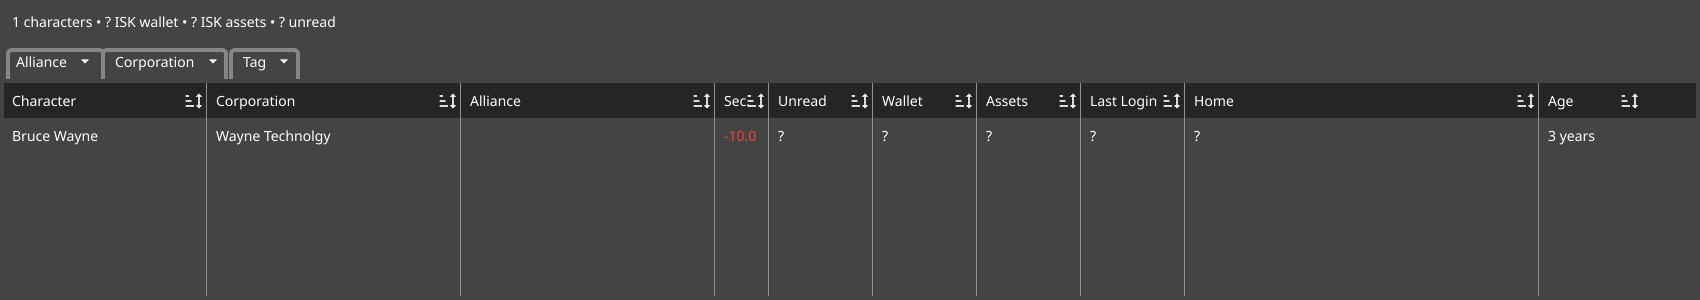 1 characters • ? ISK wallet • ? ISK assets • ? unread
Alliance Corporation Tag
Character Corporation Alliance Sec Unread Wallet Assets Last Login Home Age
Bruce Wayne Wayne Technolgy -10.0 ? ? ? ? ? 3 years